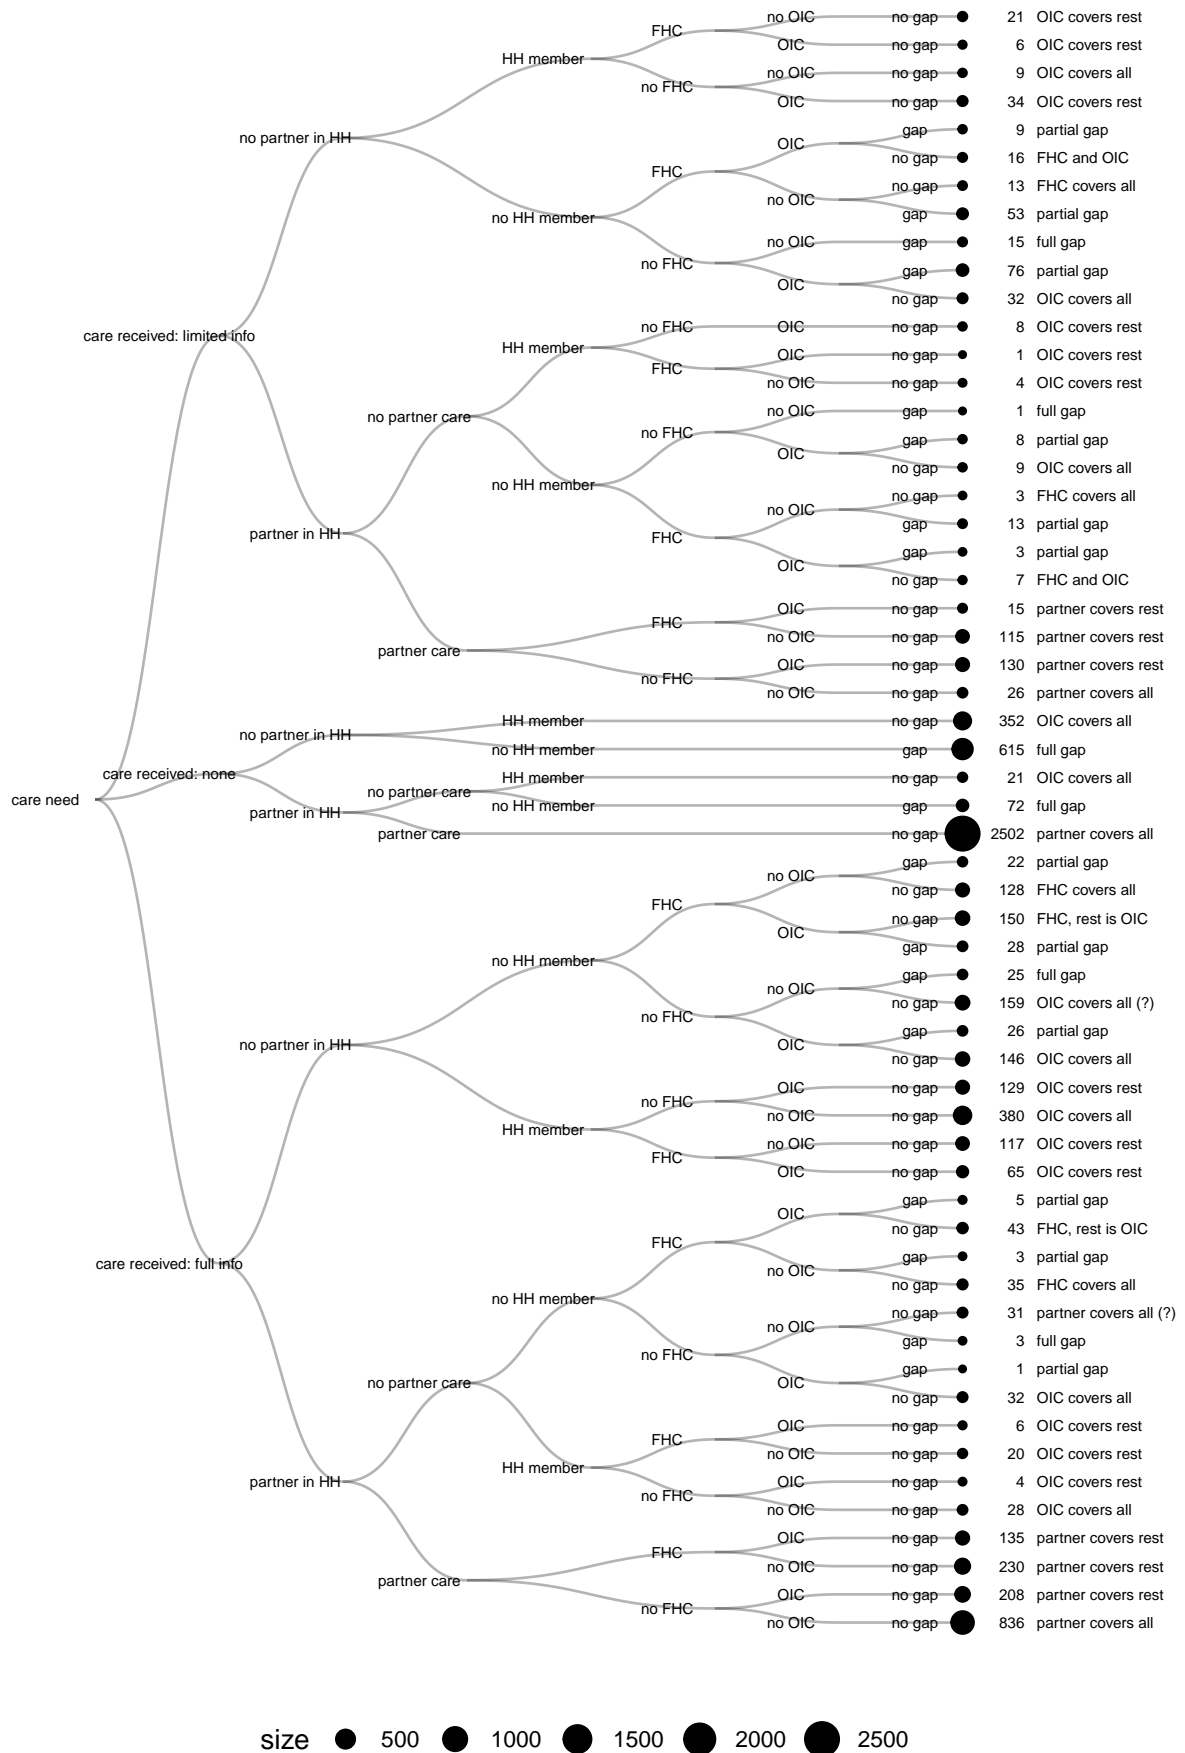 no OIC no gap 21 OIC covers rest
FHC
OIC no gap 6 OIC covers rest
HH member
no OIC no gap 9 OIC covers all
no FHC
OIC no gap 34 OIC covers rest
no partner in HH
gap 9 partial gap
OIC
no gap 16 FHC and OIC
FHC
no gap 13 FHC covers all
no OIC
gap 53 partial gap
no HH member
no OIC gap 15 full gap
no FHC
gap 76 partial gap
OIC
no gap 32 OIC covers all
care received: limited info
no FHC OIC no gap 8 OIC covers rest
HH member
OIC no gap 1 OIC covers rest
FHC
no OIC no gap 4 OIC covers rest
no partner care
no OIC gap 1 full gap
no FHC
gap 8 partial gap
OIC
no gap 9 OIC covers all
no HH member
no gap 3 FHC covers all
no OIC
gap 13 partial gap
partner in HH
FHC
gap 3 partial gap
OIC
no gap 7 FHC and OIC
OIC no gap 15 partner covers rest
FHC
no OIC no gap 115 partner covers rest
partner care
OIC no gap 130 partner covers rest
no FHC
no OIC no gap 26 partner covers all
HH member no gap 352 OIC covers all
no partner in HH
no HH member gap 615 full gap
care received: none
HH member no gap 21 OIC covers all
no partner care
care need
no HH member gap 72 full gap
partner in HH
partner care no gap 2502 partner covers all
gap 22 partial gap
no OIC
no gap 128 FHC covers all
FHC
no gap 150 FHC, rest is OIC
OIC
gap 28 partial gap
no HH member
gap 25 full gap
no OIC
no gap 159 OIC covers all (?)
no FHC
gap 26 partial gap
no partner in HH
OIC
no gap 146 OIC covers all
OIC no gap 129 OIC covers rest
no FHC
no OIC no gap 380 OIC covers all
HH member
no OIC no gap 117 OIC covers rest
FHC
OIC no gap 65 OIC covers rest
gap 5 partial gap
OIC
no gap 43 FHC, rest is OIC
FHC
gap 3 partial gap
care received: full info
no OIC
no gap 35 FHC covers all
no HH member
no gap 31 partner covers all (?)
no OIC
gap 3 full gap
no FHC
gap 1 partial gap
no partner care
OIC
no gap 32 OIC covers all
OIC no gap 6 OIC covers rest
FHC
no OIC no gap 20 OIC covers rest
HH member
OIC no gap 4 OIC covers rest
partner in HH
no FHC
no OIC no gap 28 OIC covers all
OIC no gap 135 partner covers rest
FHC
no OIC no gap 230 partner covers rest
partner care
OIC no gap 208 partner covers rest
no FHC
no OIC no gap 836 partner covers all
size 500 1000 1500 2000 2500